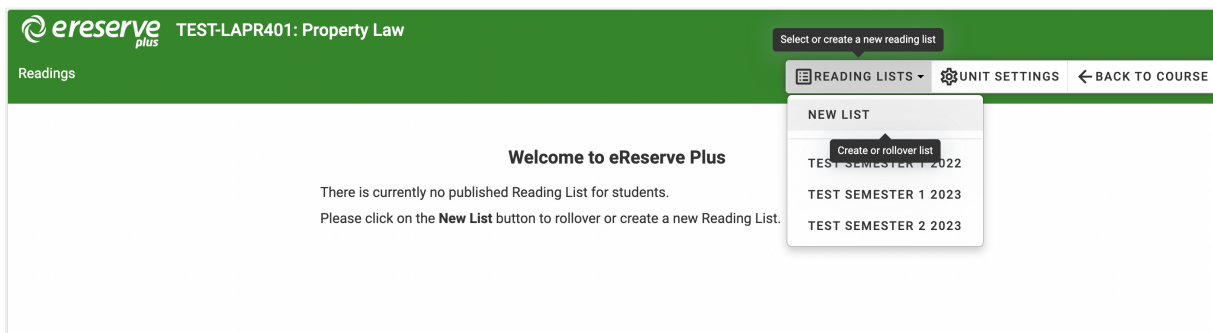 ereserve plus TEST-LAPR401: Property Law
Select or create a new reading list
Readings
READING LISTS
UNIT SETTINGS
BACK TO COURSE
NEW LIST
Create or rollover list
TEST SEMESTER 1 2022
TEST SEMESTER 1 2023
TEST SEMESTER 2 2023
Welcome to eReserve Plus
There is currently no published Reading List for students.
Please click on the New List button to rollover or create a new Reading List.